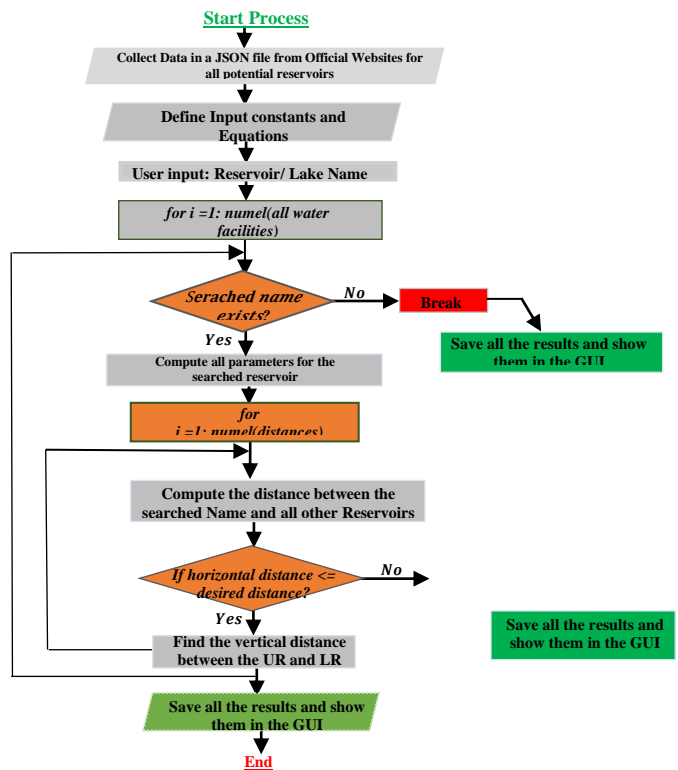 Start Process
Collect Data in a JSON file from Official Websites for
all potential reservoirs
Define Input constants and
Equations
User input: Reservoir/ Lake Name
for i =1: numel(all water
facilities)
Serached name
exists?
No
Break
Yes
Save all the results and show
them in the GUI
Compute all parameters for the
searched reservoir
for
i =1: numel(distances)
Compute the distance between the
searched Name and all other Reservoirs
If horizontal distance <=
desired distance?
No
Yes
Save all the results and
show them in the GUI
Find the vertical distance
between the UR and LR
Save all the results and show
them in the GUI
End